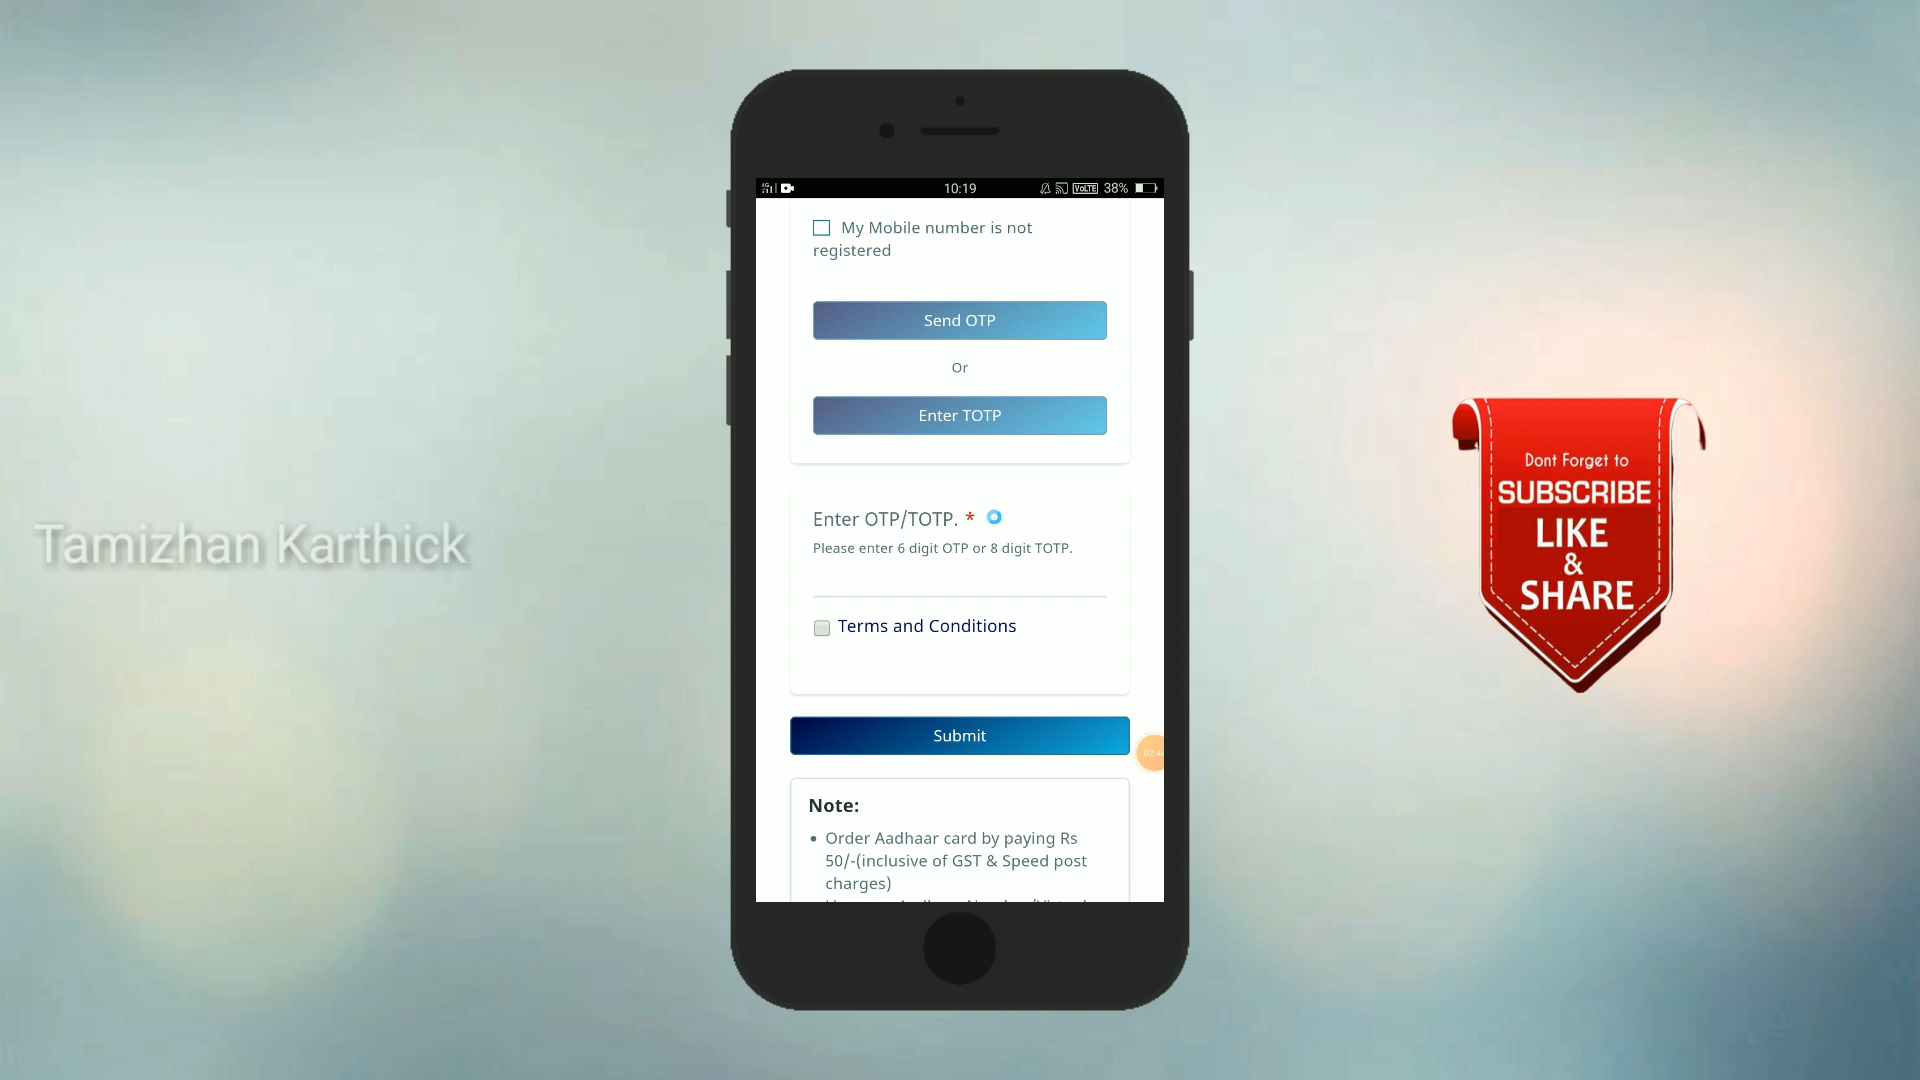 10:19
VoLTE 38%
My Mobile number is not
registered
Send OTP
Or
Enter TOTP
Enter OTP/TOTP. *
Please enter 6 digit OTP or 8 digit TOTP.
Terms and Conditions
Submit
Note:
• Order Aadhaar card by paying Rs
50/-(inclusive of GST & Speed post
charges)
Tamizhan Karthick
Dont Forget to
SUBSCRIBE
LIKE
&
SHARE